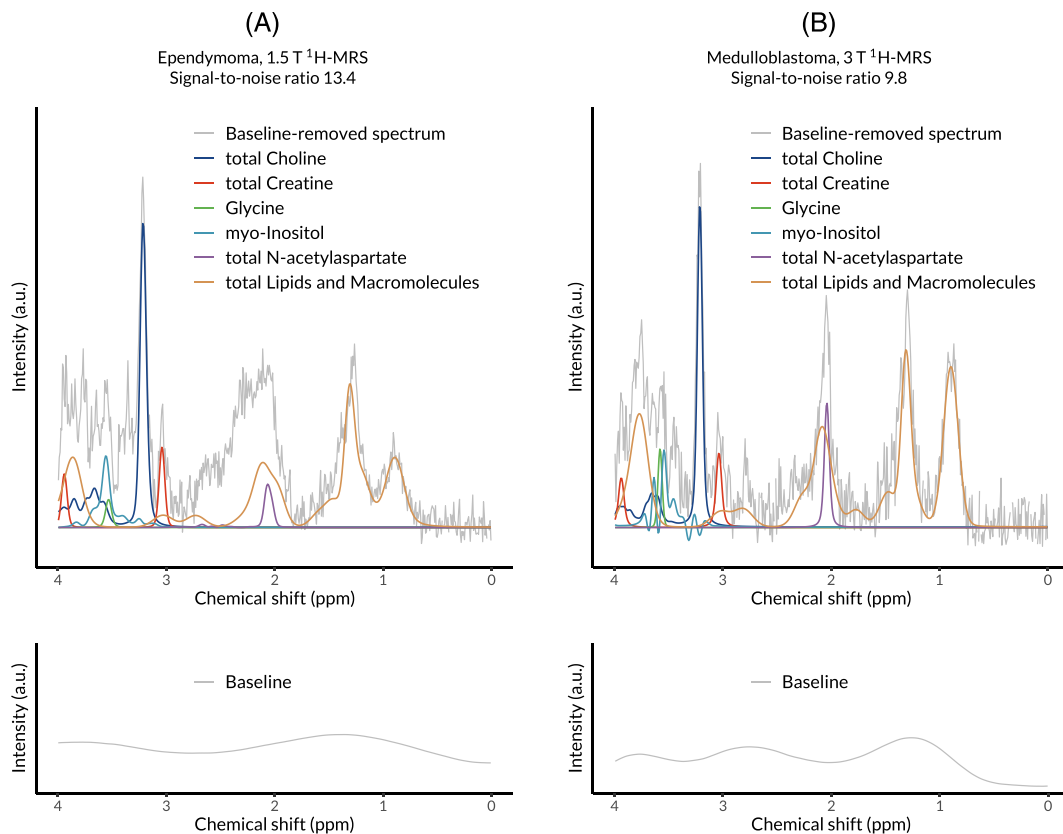 (A)
Ependymoma, 1.5 T ¹H-MRS
Signal-to-noise ratio 13.4
Intensity (a.u.)
Baseline-removed spectrum
total Choline
total Creatine
Glycine
myo-Inositol
total N-acetylaspartate
total Lipids and Macromolecules
4 3 2 1 0
Chemical shift (ppm)
Intensity (a.u.)
Baseline
4 3 2 1 0
Chemical shift (ppm)
(B)
Medulloblastoma, 3 T ¹H-MRS
Signal-to-noise ratio 9.8
Intensity (a.u.)
Baseline-removed spectrum
total Choline
total Creatine
Glycine
myo-Inositol
total N-acetylaspartate
total Lipids and Macromolecules
4 3 2 1 0
Chemical shift (ppm)
Intensity (a.u.)
Baseline
4 3 2 1 0
Chemical shift (ppm)